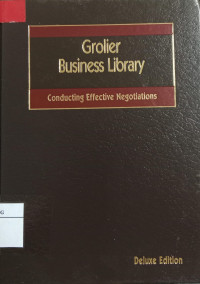 Grolier
Business Library
Conducting Effective Negotiations
Deluxe Edition